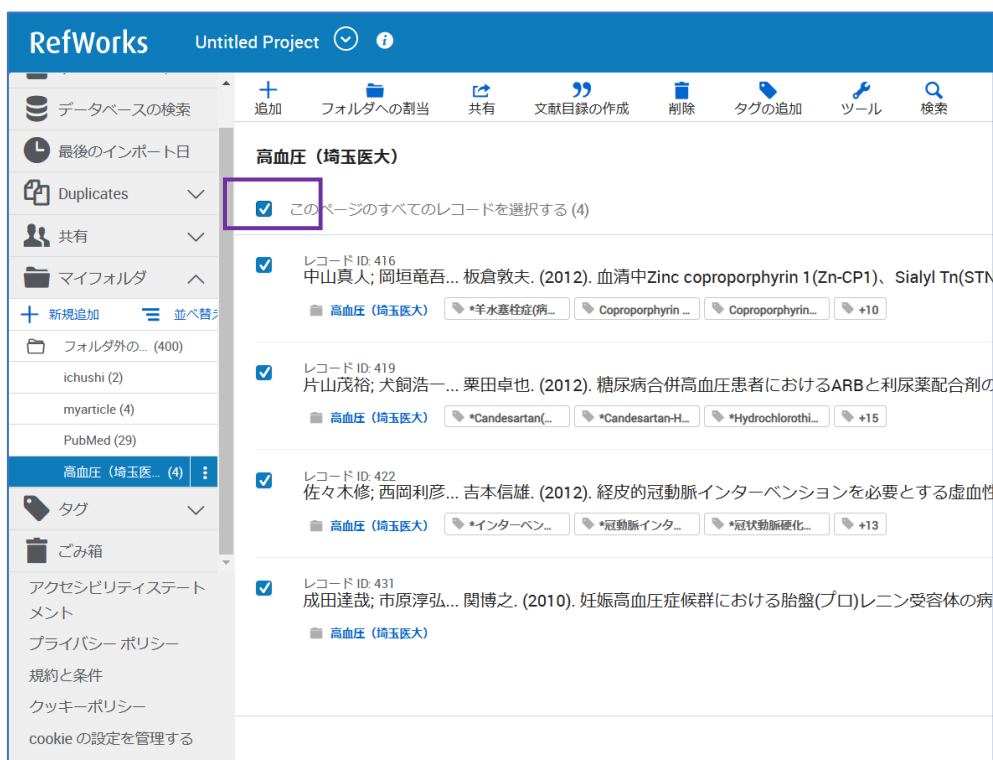 RefWorks Untitled Project
追加 フォルダへの割当 共有 文献目録の作成 削除 タグの追加 ツール 検索
データベースの検索
最後のインポート日
Duplicates
共有
マイフォルダ
新規追加 並べ替え
フォルダ外の... (400)
ichushi (2)
myarticle (4)
PubMed (29)
高血圧（埼玉医... (4)
タグ
ごみ箱
アクセシビリティステート
メント
プライバシー ポリシー
規約と条件
クッキーポリシー
cookie の設定を管理する
高血圧（埼玉医大）
このページのすべてのレコードを選択する (4)
レコード ID: 416
中山真人; 岡垣竜吾... 板倉敦夫. (2012). 血清中Zinc coproporphyrin 1(Zn-CP1)、Sialyl Tn(STN
高血圧（埼玉医大） *羊水塞栓症(病... Coproporphyrin ... Coproporphyrin... +10
レコード ID: 419
片山茂裕; 犬飼浩一... 粟田卓也. (2012). 糖尿病合併高血圧患者におけるARBと利尿薬配合剤の
高血圧（埼玉医大） *Candesartan(... *Candesartan-H... *Hydrochlorothi... +15
レコード ID: 422
佐々木修; 西岡利彦... 吉本信雄. (2012). 経皮的冠動脈インターベンションを必要とする虚血性
高血圧（埼玉医大） *インターベン... *冠動脈インタ... *冠状動脈硬化... +13
レコード ID: 431
成田達哉; 市原淳弘... 関博之. (2010). 妊娠高血圧症候群における胎盤(プロ)レニン受容体の病
高血圧（埼玉医大）